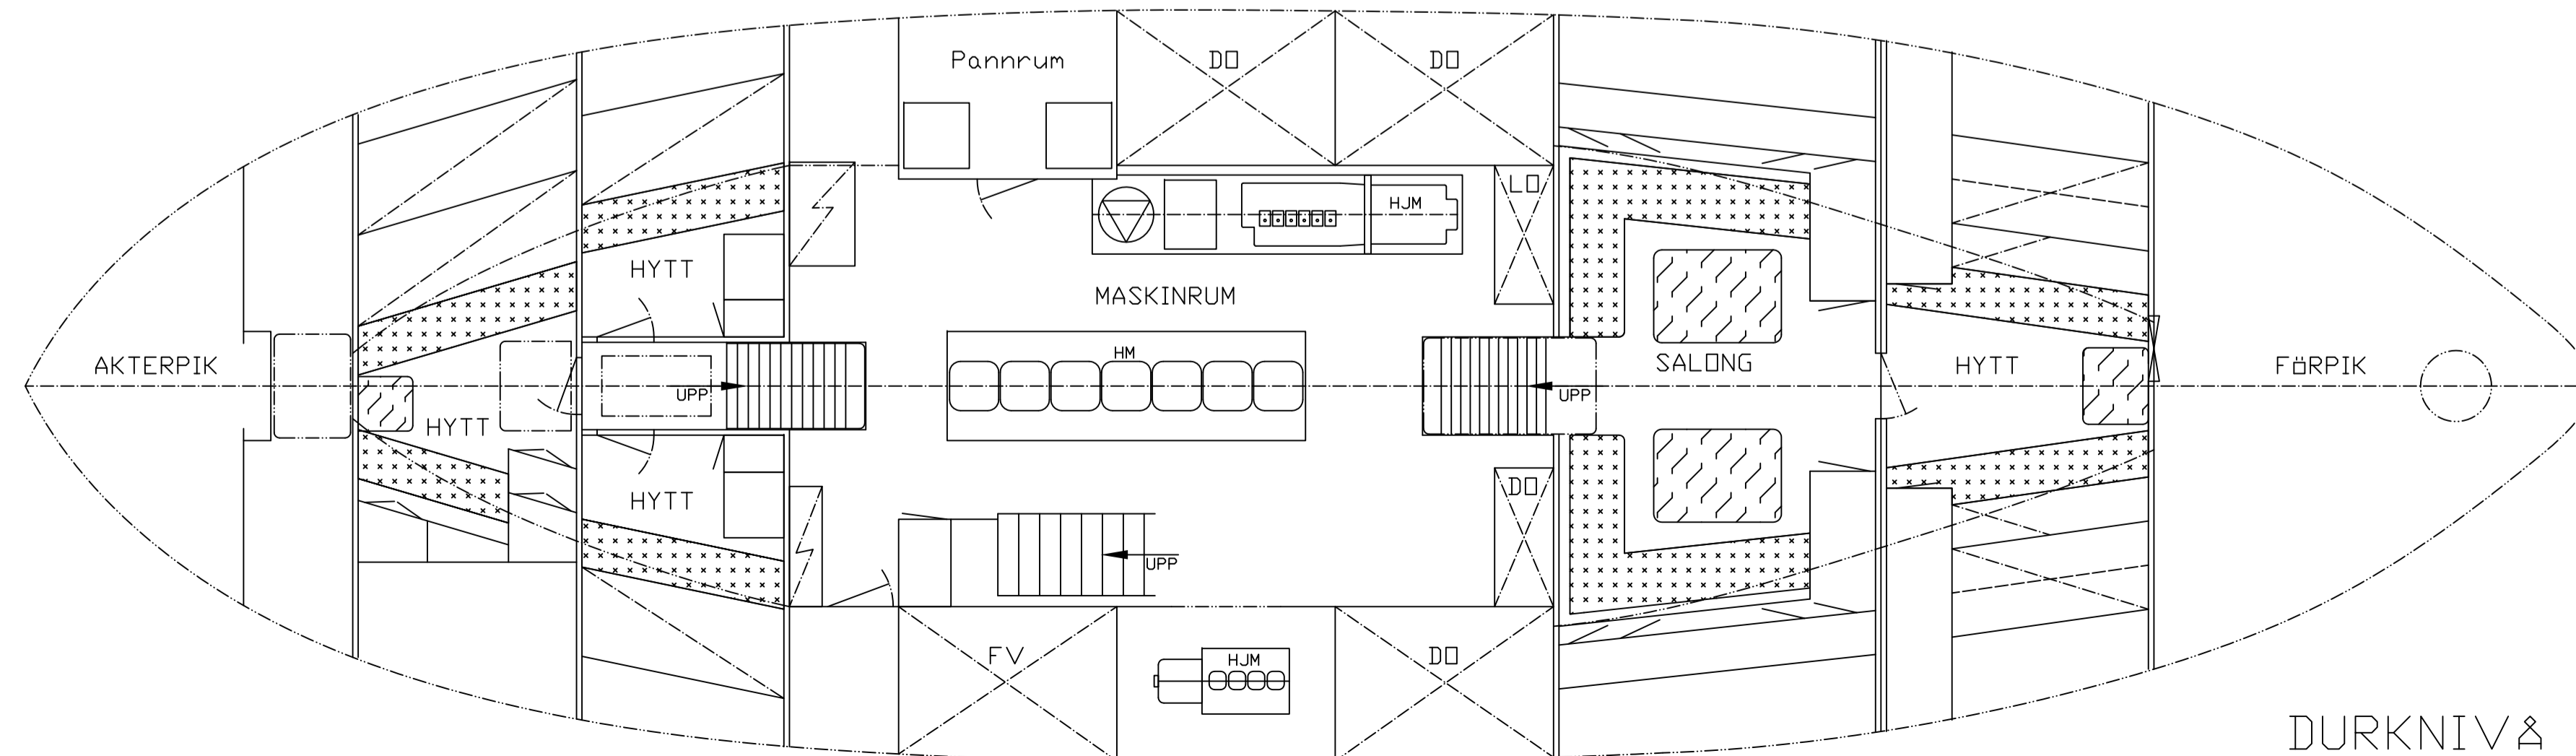 Pannrum
DO
DO
LO
HJM
HYTT
MASKINRUM
HM
AKTERPIK
UPP
UPP
SALONG
HYTT
FÖRPIK
HYTT
HYTT
DO
UPP
FV
HJM
DO
DURKNIVÅ